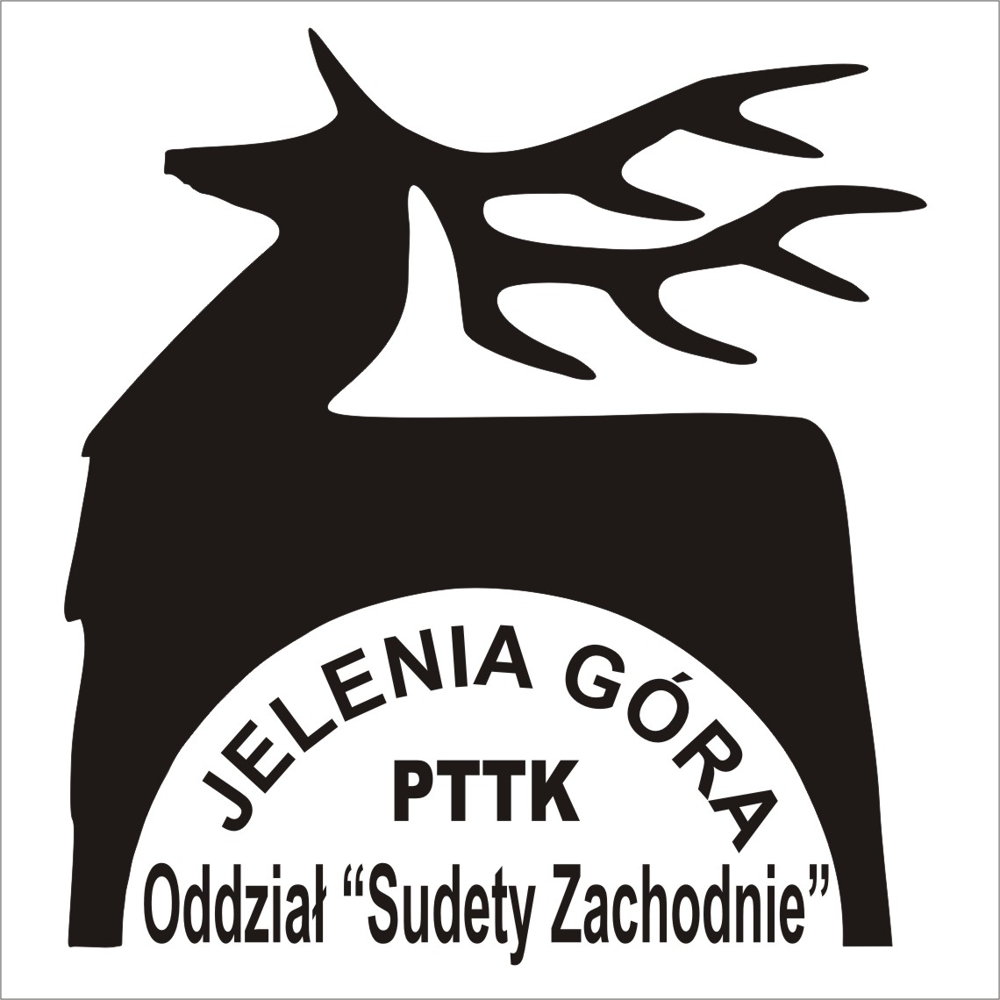 JELENIA GÓRA
PTTK
Oddział “Sudety Zachodnie”